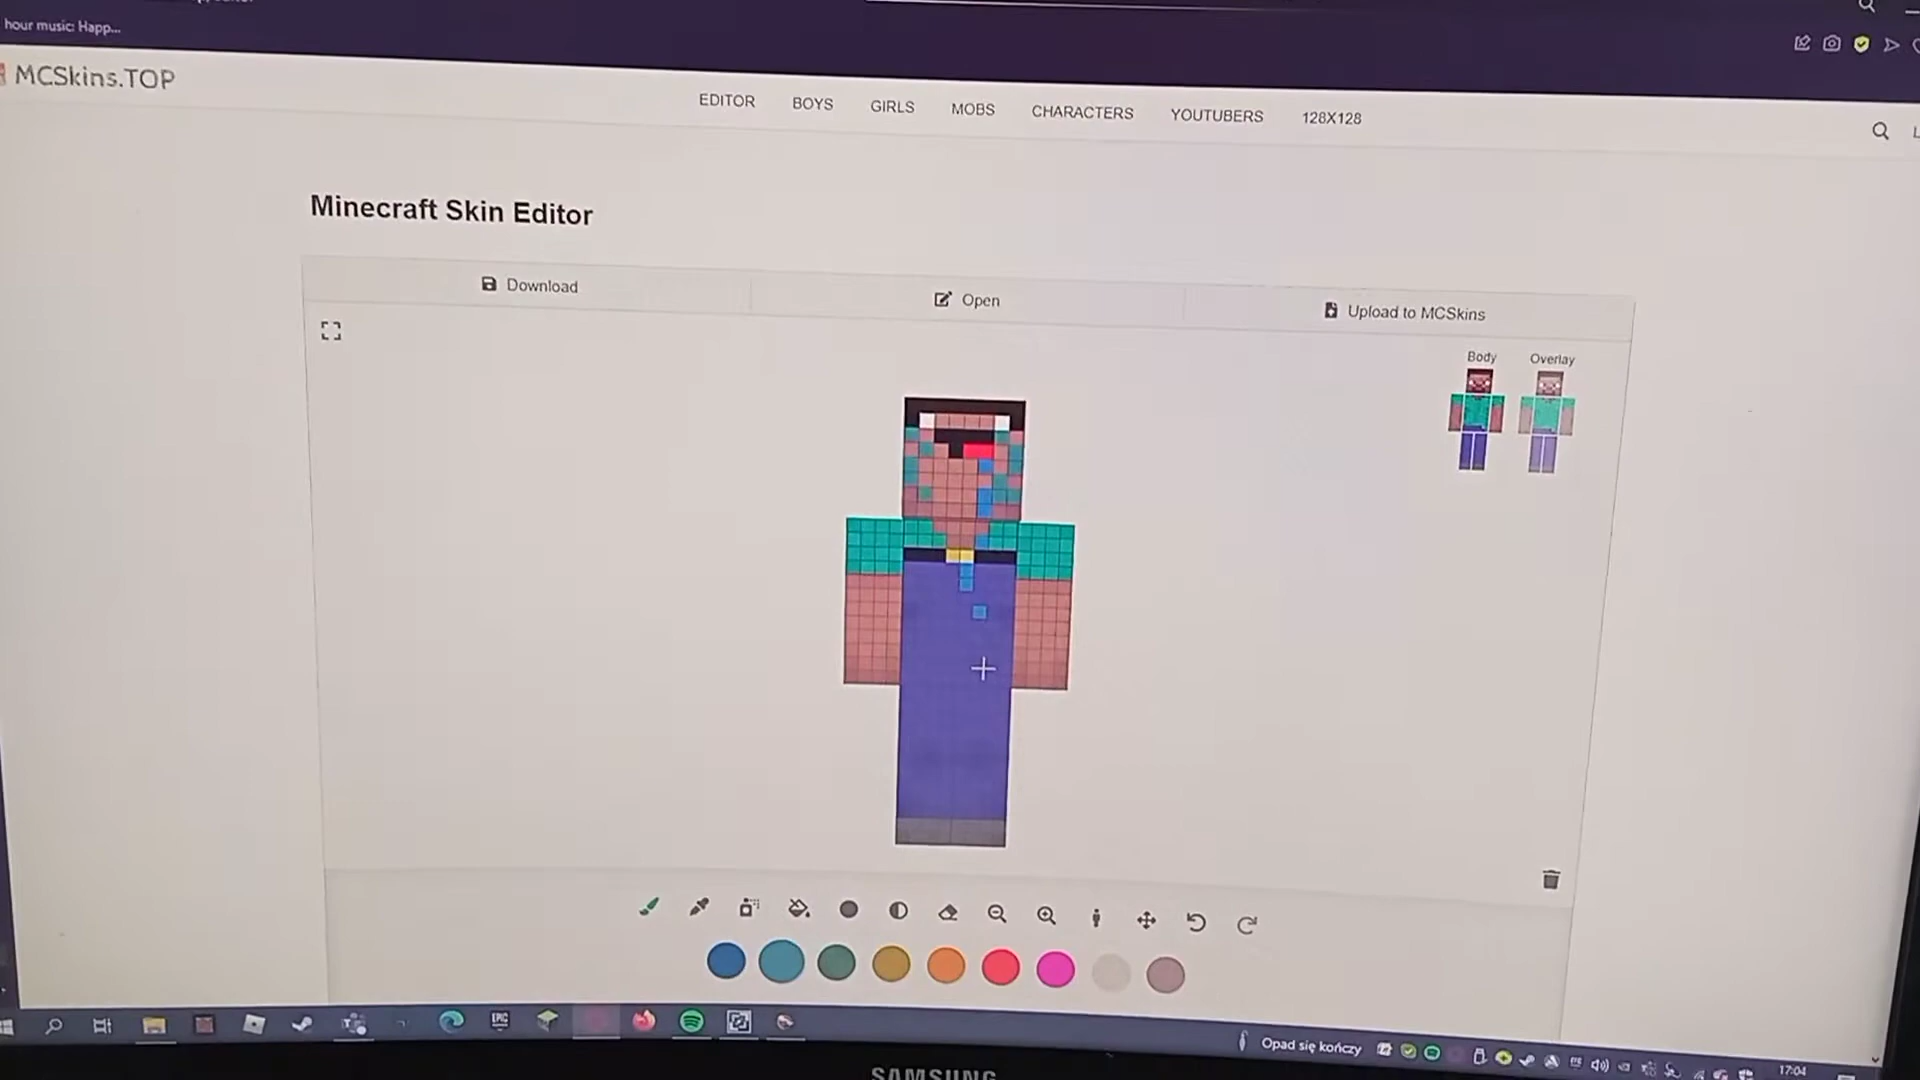 hour music: Happ...
MCSkins.TOP
EDITOR
BOYS
GIRLS
MOBS
CHARACTERS
YOUTUBERS
128X128
Minecraft Skin Editor
Download
Open
Upload to MCSkins
Body
Overlay
EPIC
Opad się kończy
17:04
SAMSUNG